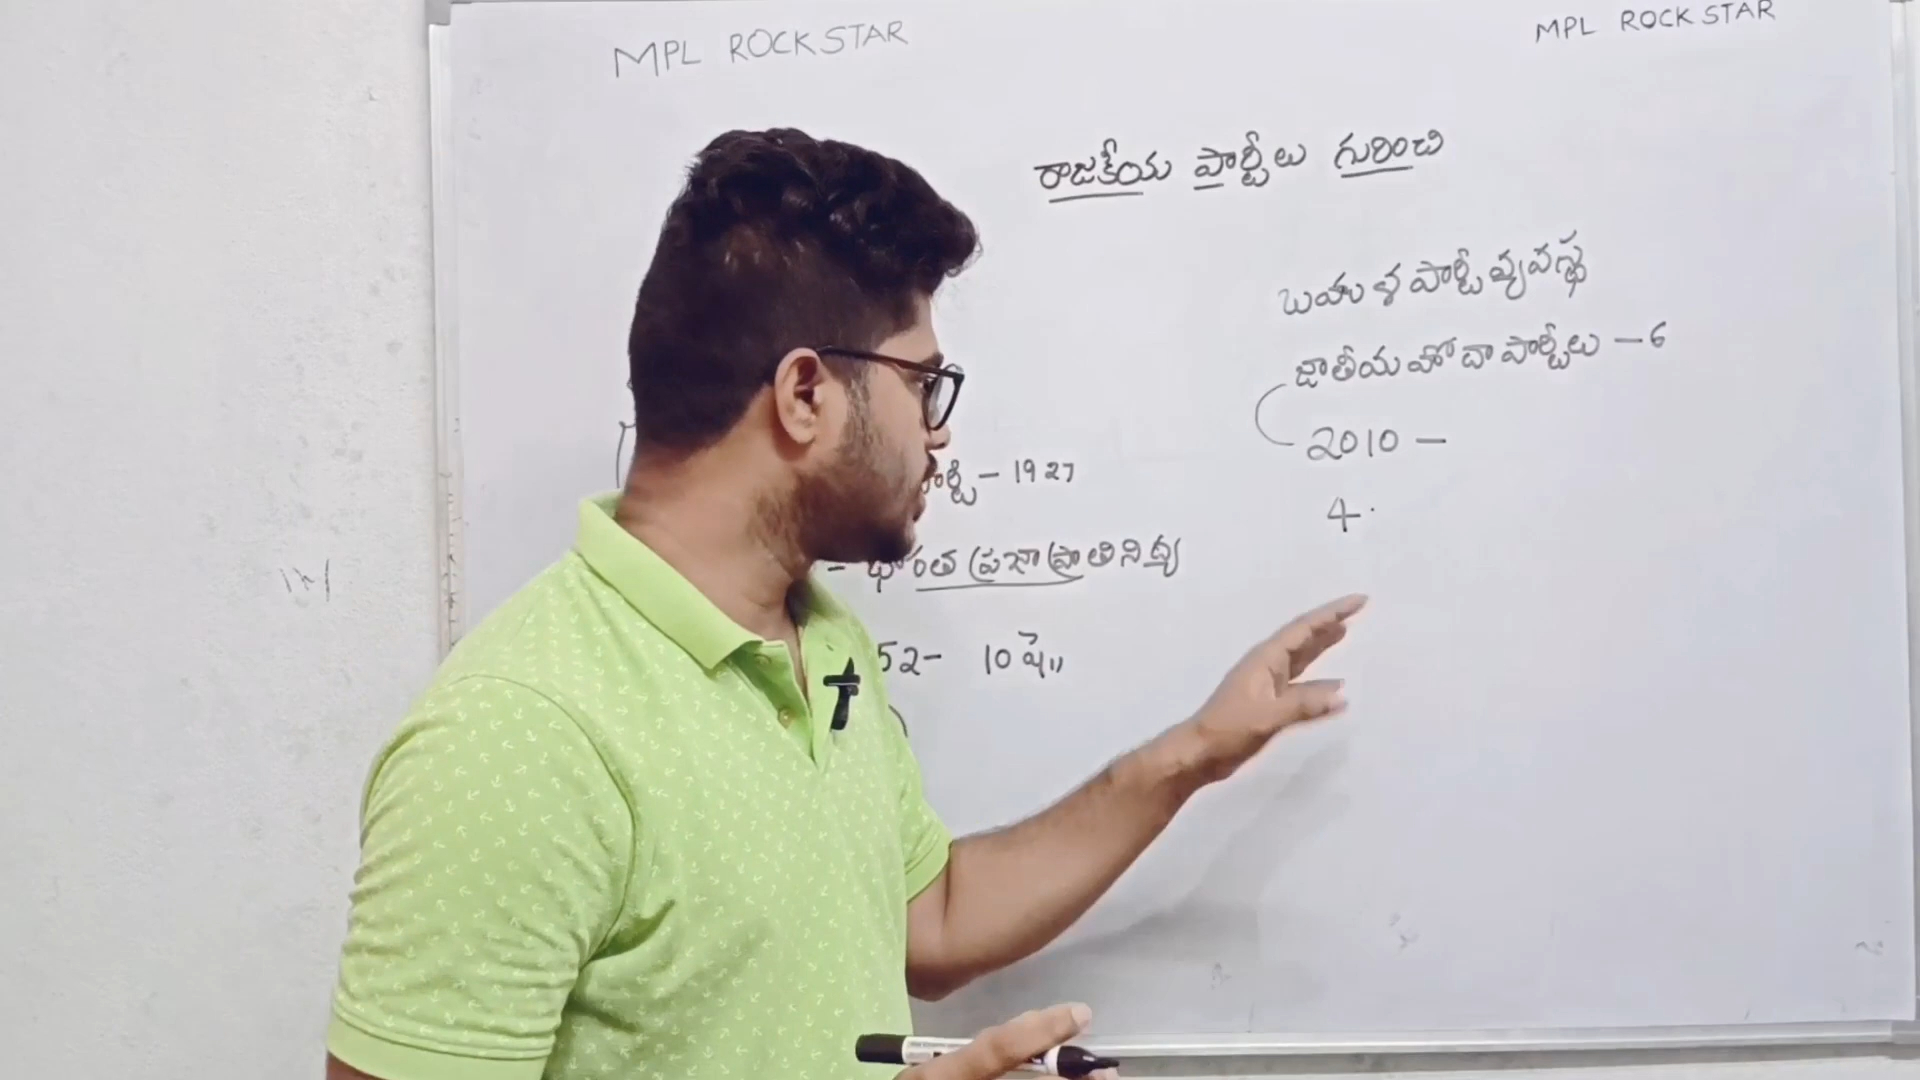 MPL ROCKSTAR
MPL ROCKSTAR
రాజకీయ పార్టీలు గురించి
బహుళ పార్టీ వ్యవస్థ
జాతీయ హోదా పార్టీలు - 6
2010 -
4.
పార్టీ - 1927
- భారత ప్రజా ప్రాతినిధ్య
52- 10 షె॥